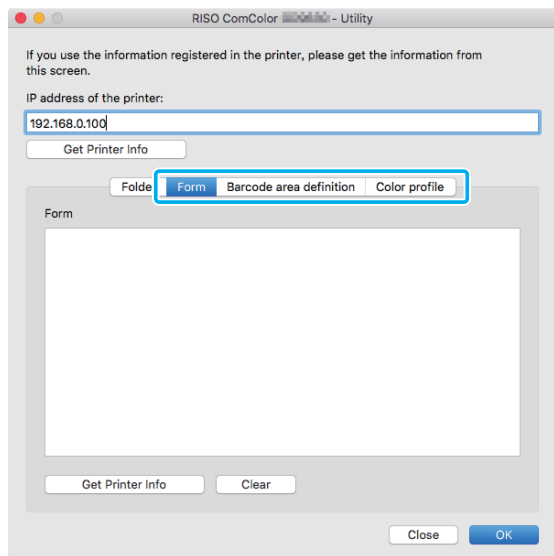 RISO ComColor - Utility
If you use the information registered in the printer, please get the information from
this screen.
IP address of the printer:
192.168.0.100
Get Printer Info
Folde Form Barcode area definition Color profile
Form
Get Printer Info Clear
Close OK